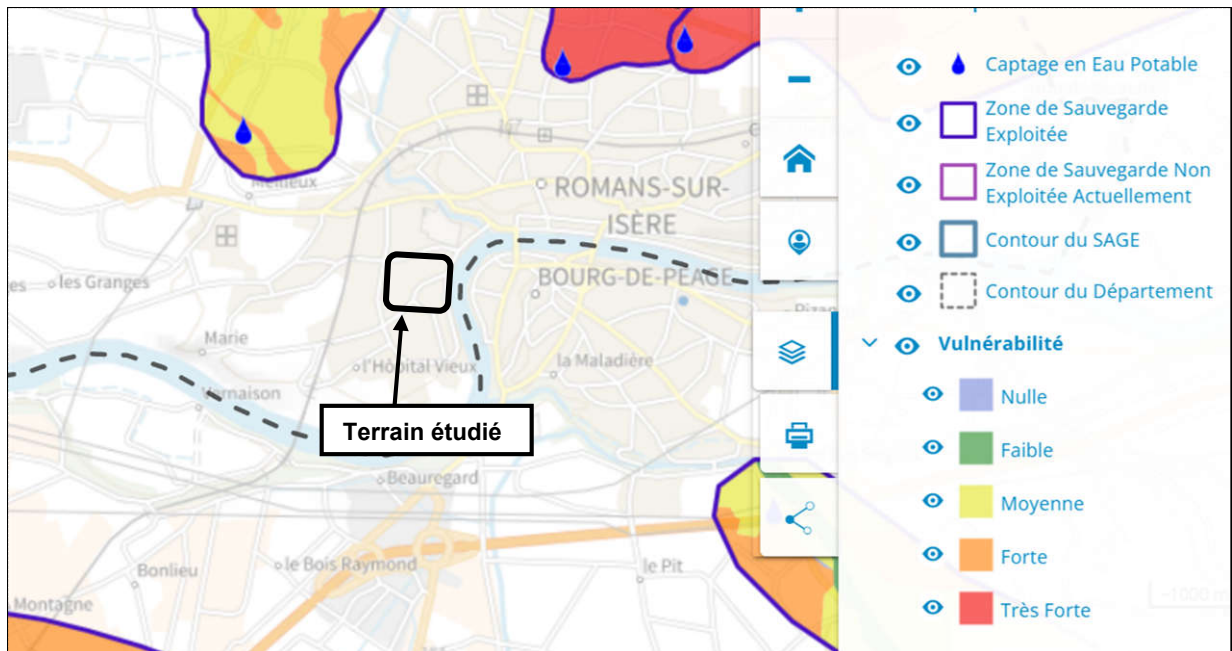 Meilleux
ROMANS-SUR-
ISÈRE
BOURG-DE-PÉAGE
les Granges
Marie
l'Hôpital Vieux
la Maladière
Vernaison
Terrain étudié
Beauregard
Bonlieu
le Bois Raymond
le Pit
Montagne
Captage en Eau Potable
Zone de Sauvegarde
Exploitée
Zone de Sauvegarde Non
Exploitée Actuellement
Contour du SAGE
Contour du Département
Vulnérabilité
Nulle
Faible
Moyenne
Forte
Très Forte
~1000 m